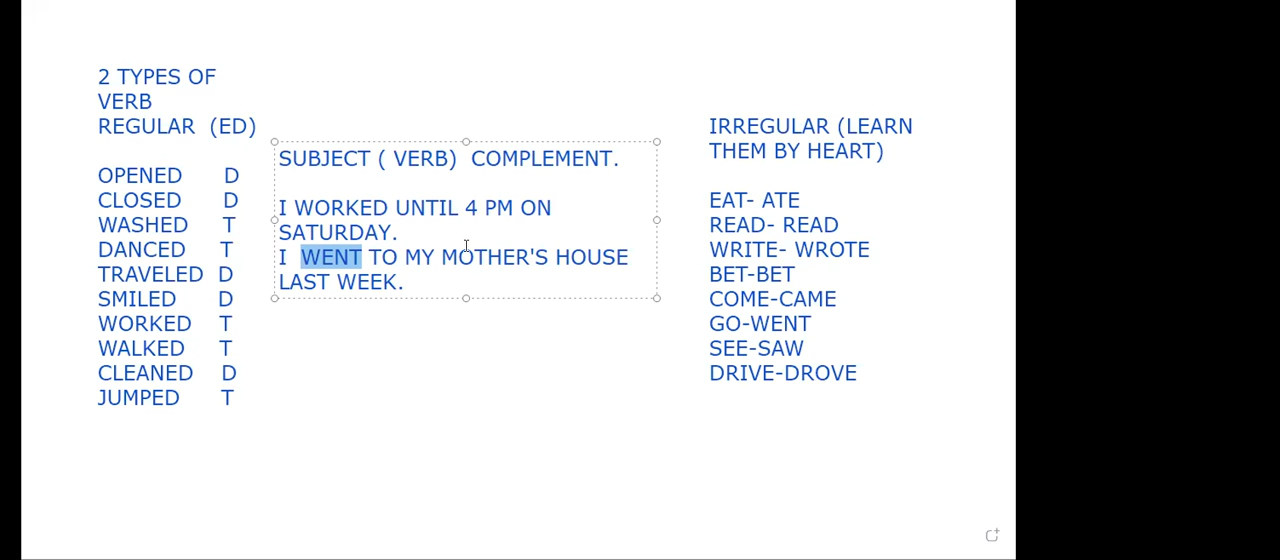 2 TYPES OF
VERB
REGULAR (ED)
OPENED D
CLOSED D
WASHED T
DANCED T
TRAVELED D
SMILED D
WORKED T
WALKED T
CLEANED D
JUMPED T
SUBJECT ( VERB) COMPLEMENT.
I WORKED UNTIL 4 PM ON
SATURDAY.
I WENT TO MY MOTHER'S HOUSE
LAST WEEK.
IRREGULAR (LEARN
THEM BY HEART)
EAT- ATE
READ- READ
WRITE- WROTE
BET-BET
COME-CAME
GO-WENT
SEE-SAW
DRIVE-DROVE